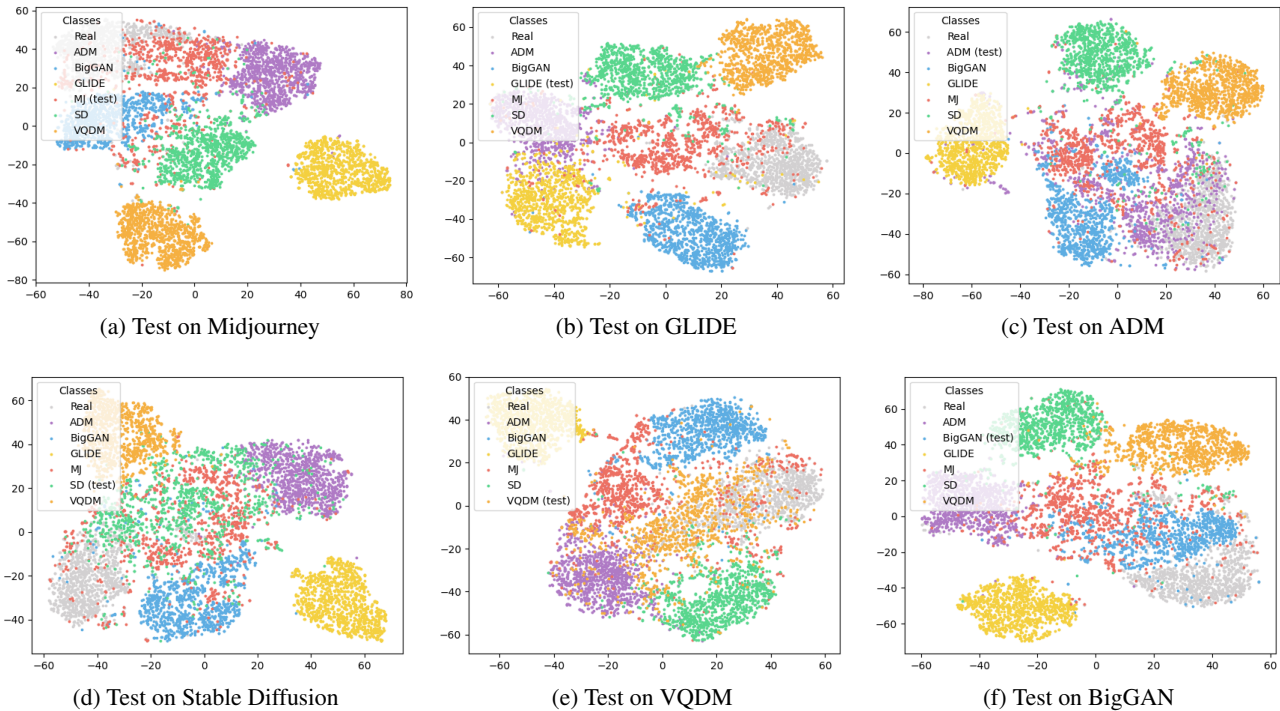 Classes
Real
ADM
BigGAN
GLIDE
MJ (test)
SD
VQDM
40
20
0
−20
−40
−60
−80
−60 −40 −20 0 20 40 60 80
(a) Test on Midjourney
Classes
Real
ADM
BigGAN
GLIDE (test)
MJ
SD
VQDM
60
40
20
0
−20
−40
−60
−60 −40 −20 0 20 40 60
(b) Test on GLIDE
Classes
Real
ADM (test)
BigGAN
GLIDE
MJ
SD
VQDM
60
40
20
0
−20
−40
−60
−80 −60 −40 −20 0 20 40 60
(c) Test on ADM
Classes
Real
ADM
BigGAN
GLIDE
MJ
SD (test)
VQDM
60
40
20
0
−20
−40
−60 −40 −20 0 20 40 60
(d) Test on Stable Diffusion
Classes
Real
ADM
BigGAN
GLIDE
MJ
SD
VQDM (test)
60
40
20
0
−20
−40
−60
−60 −40 −20 0 20 40 60
(e) Test on VQDM
Classes
Real
ADM
BigGAN (test)
GLIDE
MJ
SD
VQDM
60
40
20
0
−20
−40
−60
−60 −40 −20 0 20 40 60
(f) Test on BigGAN